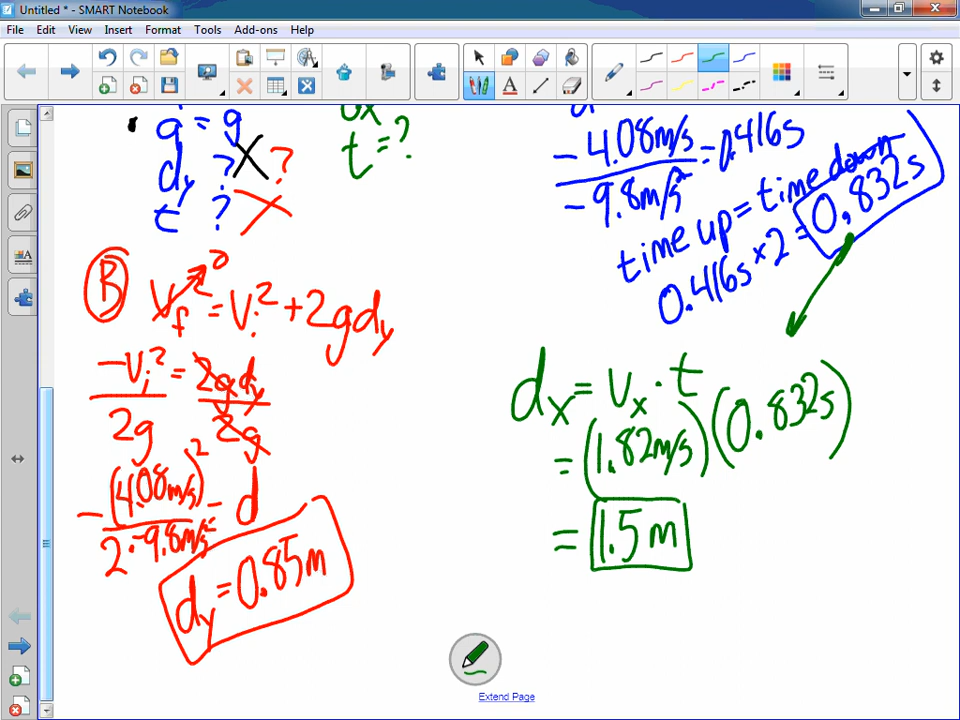 Untitled * - SMART Notebook
File Edit View Insert Format Tools Add-ons Help
a = g
dy ? X ?
t ?
t = ?
- 4.08m/s = 0.416s
- 9.8m/s²
time up = time down
0.416s × 2 = 0.832s
B
Vf² = Vi² + 2gdy
0
-Vi² = 2gdy
2g 2g
-(4.08m/s)² = d
2 · -9.8m/s²
dy = 0.85m
dx = Vx · t
= (1.82m/s)(0.832s)
= 1.5m
Extend Page